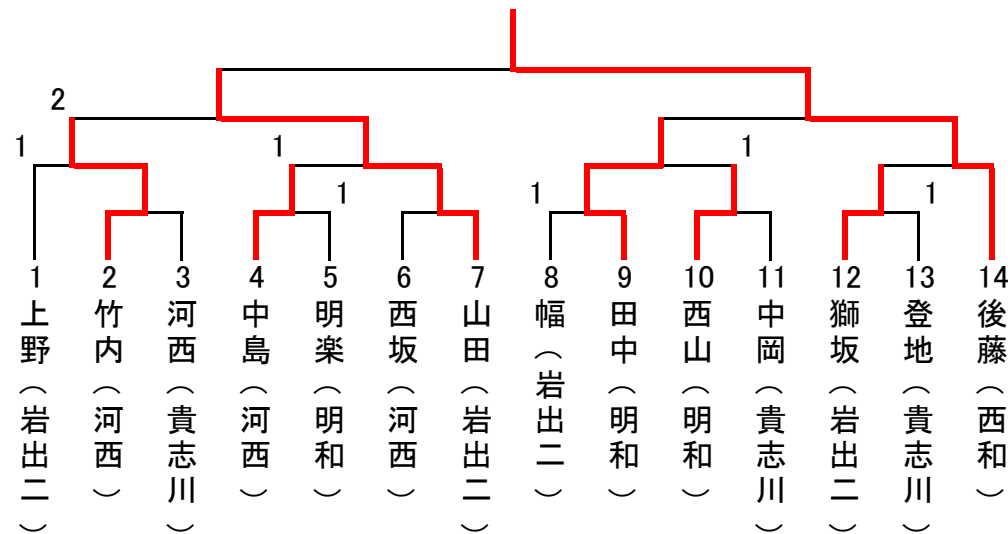 2
1
1
1
1
1
1
1
上野（岩出二）
2
竹内（河西）
3
河西（貴志川）
4
中島（河西）
5
明楽（明和）
6
西坂（河西）
7
山田（岩出二）
8
幅（岩出二）
9
田中（明和）
10
西山（明和）
11
中岡（貴志川）
12
獅坂（岩出二）
13
登地（貴志川）
14
後藤（西和）